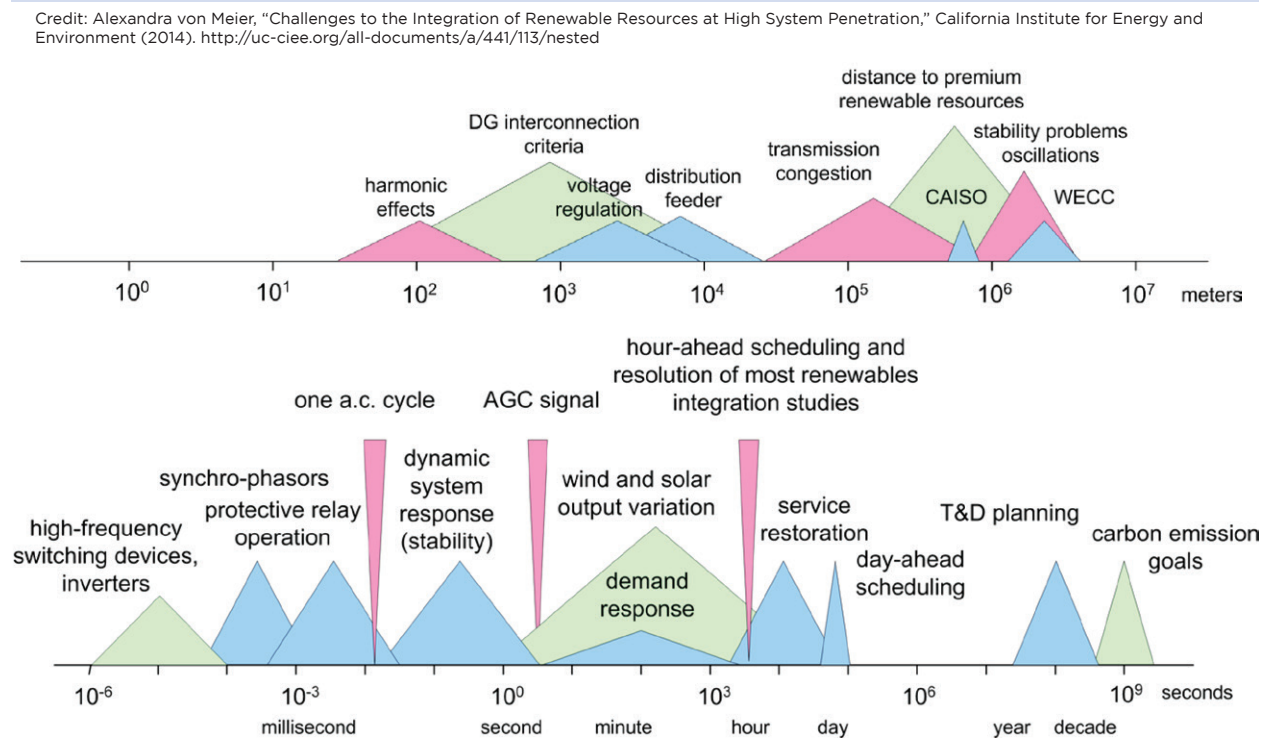 Credit: Alexandra von Meier, “Challenges to the Integration of Renewable Resources at High System Penetration,” California Institute for Energy and
Environment (2014). http://uc-ciee.org/all-documents/a/441/113/nested
distance to premium
renewable resources
DG interconnection
criteria
stability problems
oscillations
transmission
congestion
harmonic
effects
voltage
regulation
distribution
feeder
CAISO
WECC
10⁰ 10¹ 10² 10³ 10⁴ 10⁵ 10⁶ 10⁷ meters
hour-ahead scheduling and
resolution of most renewables
integration studies
one a.c. cycle
AGC signal
synchro-phasors
protective relay
operation
dynamic
system
response
(stability)
wind and solar
output variation
high-frequency
switching devices,
inverters
demand
response
service
restoration
day-ahead
scheduling
T&D planning
carbon emission
goals
10⁻⁶ 10⁻³ 10⁰ 10³ 10⁶ 10⁹ seconds
millisecond second minute hour day year decade